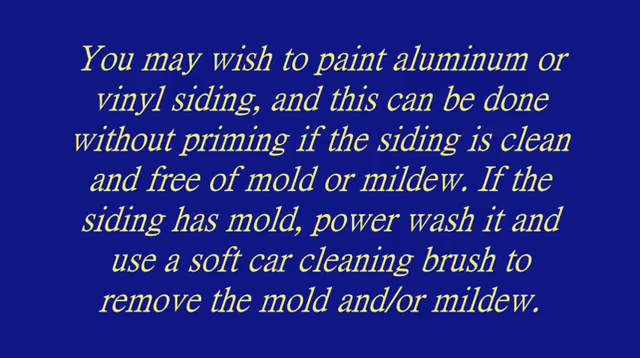 You may wish to paint aluminum or
vinyl siding, and this can be done
without priming if the siding is clean
and free of mold or mildew. If the
siding has mold, power wash it and
use a soft car cleaning brush to
remove the mold and/or mildew.